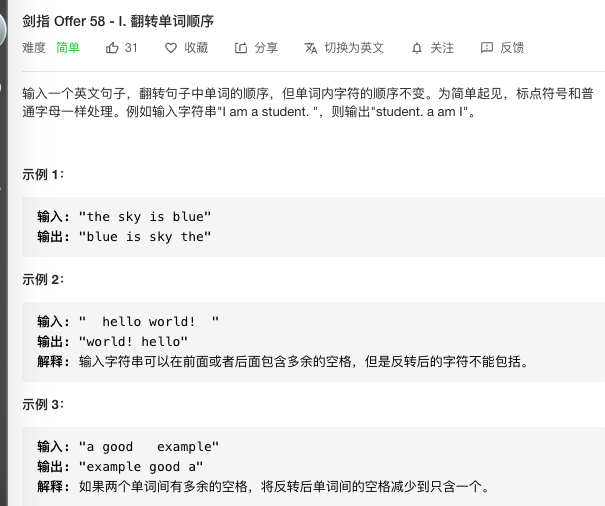 剑指 Offer 58 - I. 翻转单词顺序
难度 简单 31 收藏 分享 切换为英文 关注 反馈
输入一个英文句子，翻转句子中单词的顺序，但单词内字符的顺序不变。为简单起见，标点符号和普
通字母一样处理。例如输入字符串"I am a student. "，则输出"student. a am I"。
示例 1：
输入: "the sky is blue"
输出: "blue is sky the"
示例 2：
输入: "  hello world!  "
输出: "world! hello"
解释: 输入字符串可以在前面或者后面包含多余的空格，但是反转后的字符不能包括。
示例 3：
输入: "a good   example"
输出: "example good a"
解释: 如果两个单词间有多余的空格，将反转后单词间的空格减少到只含一个。